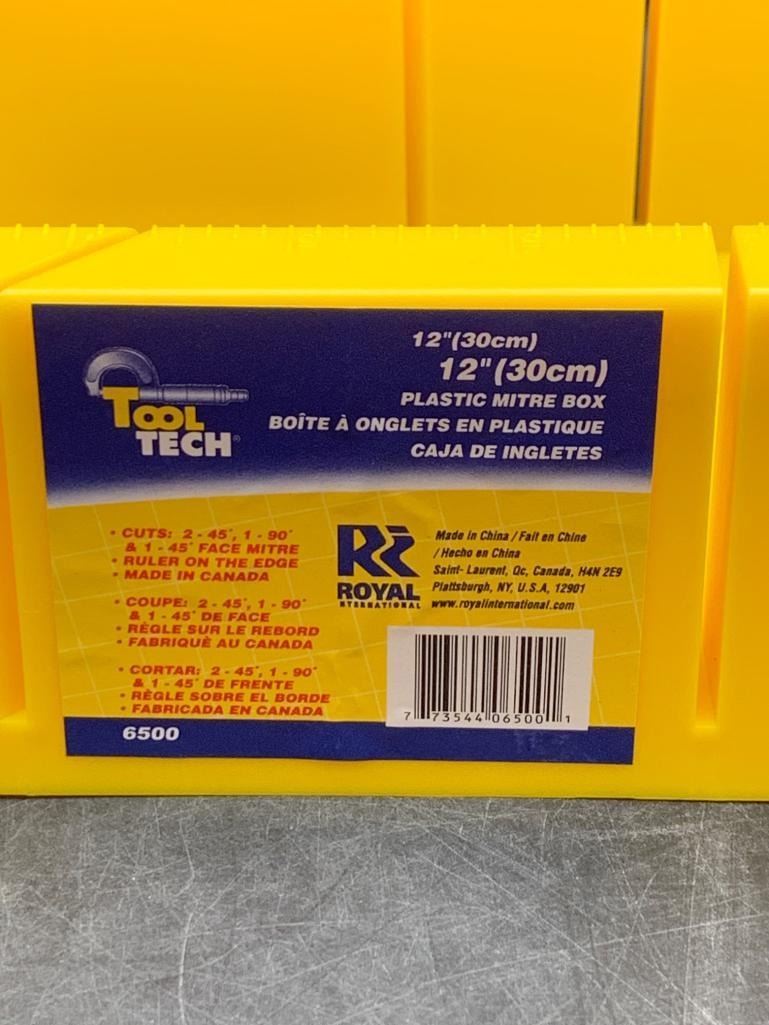 12"(30cm)
12"(30cm)
PLASTIC MITRE BOX
BOÎTE À ONGLETS EN PLASTIQUE
CAJA DE INGLETES
TOOL
TECH®
• CUTS: 2 - 45°, 1 - 90°
& 1 - 45° FACE MITRE
• RULER ON THE EDGE
• MADE IN CANADA
• COUPE: 2 - 45°, 1 - 90°
& 1 - 45° DE FACE
• RÈGLE SUR LE REBORD
• FABRIQUÈ AU CANADA
• CORTAR: 2 - 45°, 1 - 90°
& 1 - 45° DE FRENTE
• RÈGLE SOBRE EL BORDE
• FABRICADA EN CANADA
ROYAL
INTERNATIONAL
Made in China / Fait en Chine
/ Hecho en China
Saint- Laurent, Qc, Canada, H4N 2E9
Plattsburgh, NY, U.S.A, 12901
www.royalinternational.com
7 73544 06500 1
6500